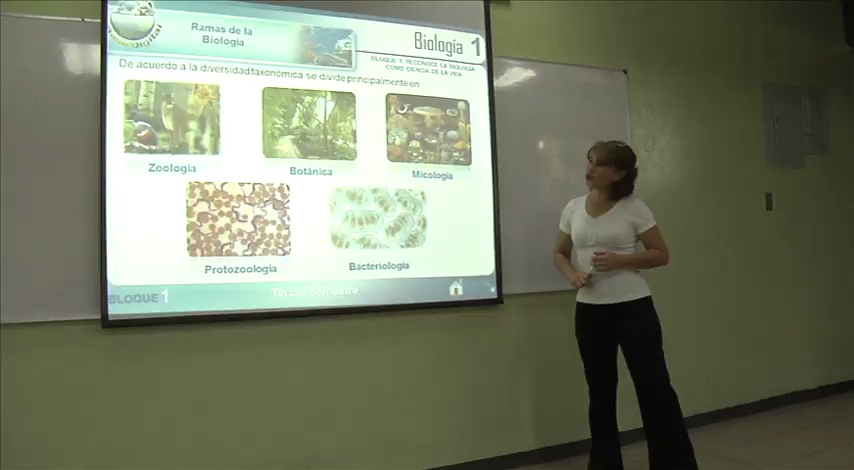 Ramas de la
Biología
Biología 1
BLOQUE 1: RECONOCE LA BIOLOGIA
COMO CIENCIA DE LA VIDA
De acuerdo a la diversidad taxonómica se divide principalmente en
Zoología
Botánica
Micología
Protozoología
Bacteriología
BLOQUE 1
Tercer semestre